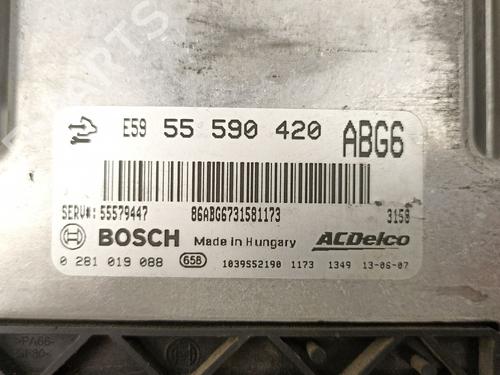 E59 55 590 420 ABG6
SERV#:55579447 86ABG6731581173 3158
BOSCH Made in Hungary ACDelco
0 281 019 088 658 1039S52190 1173 1349 13-06-07
>PA66-